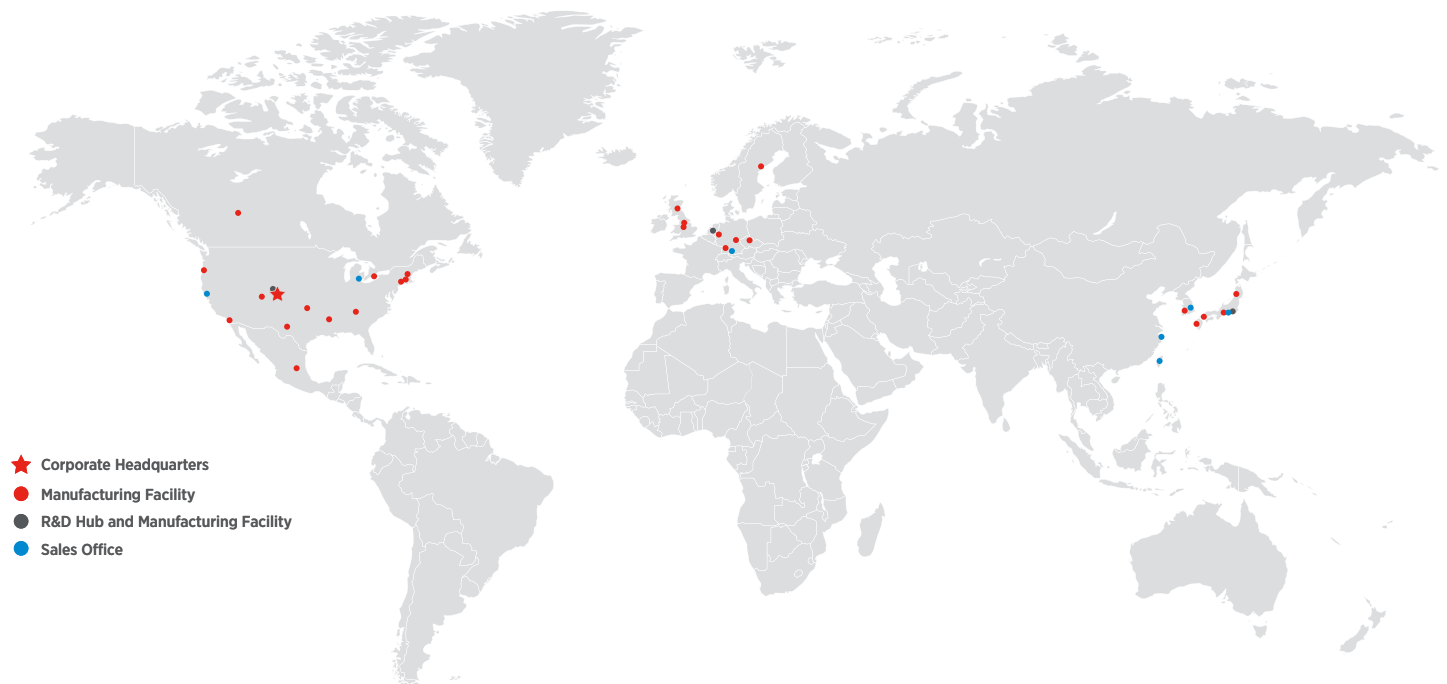 Corporate Headquarters
Manufacturing Facility
R&D Hub and Manufacturing Facility
Sales Office